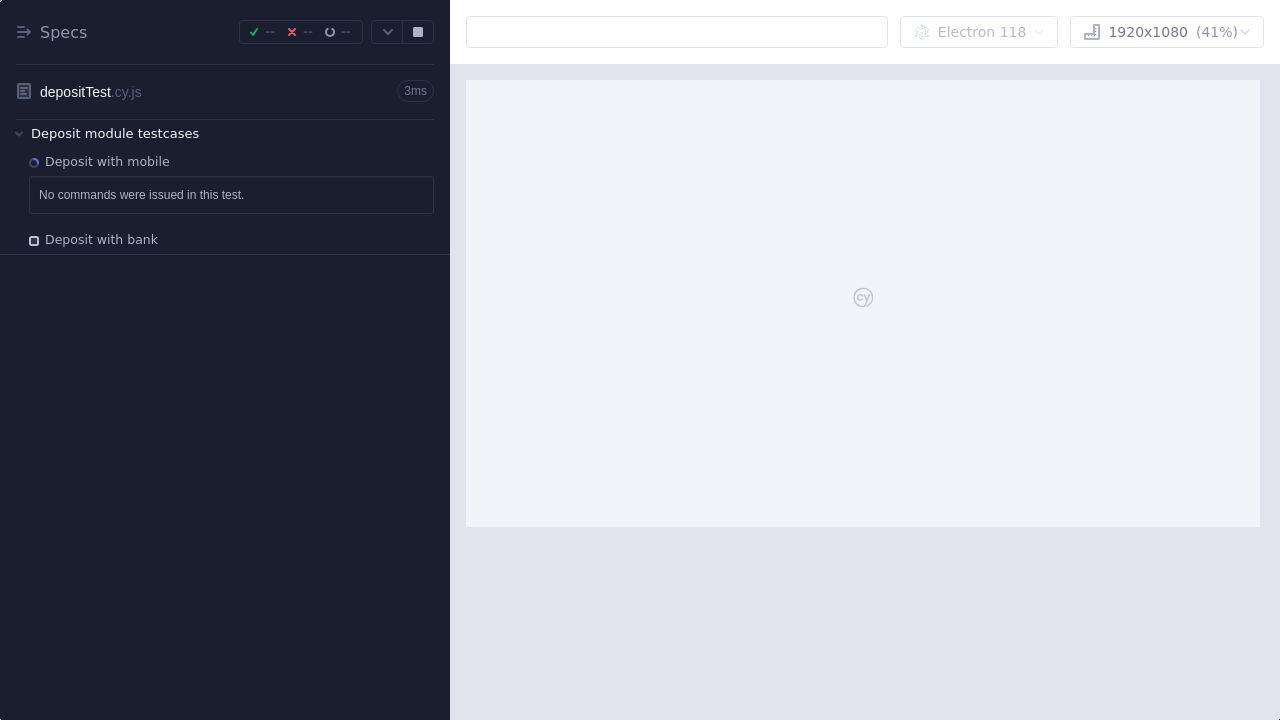 Specs
--
--
--
Electron 118
1920x1080 (41%)
depositTest.cy.js
3ms
Deposit module testcases
Deposit with mobile
No commands were issued in this test.
Deposit with bank
cy